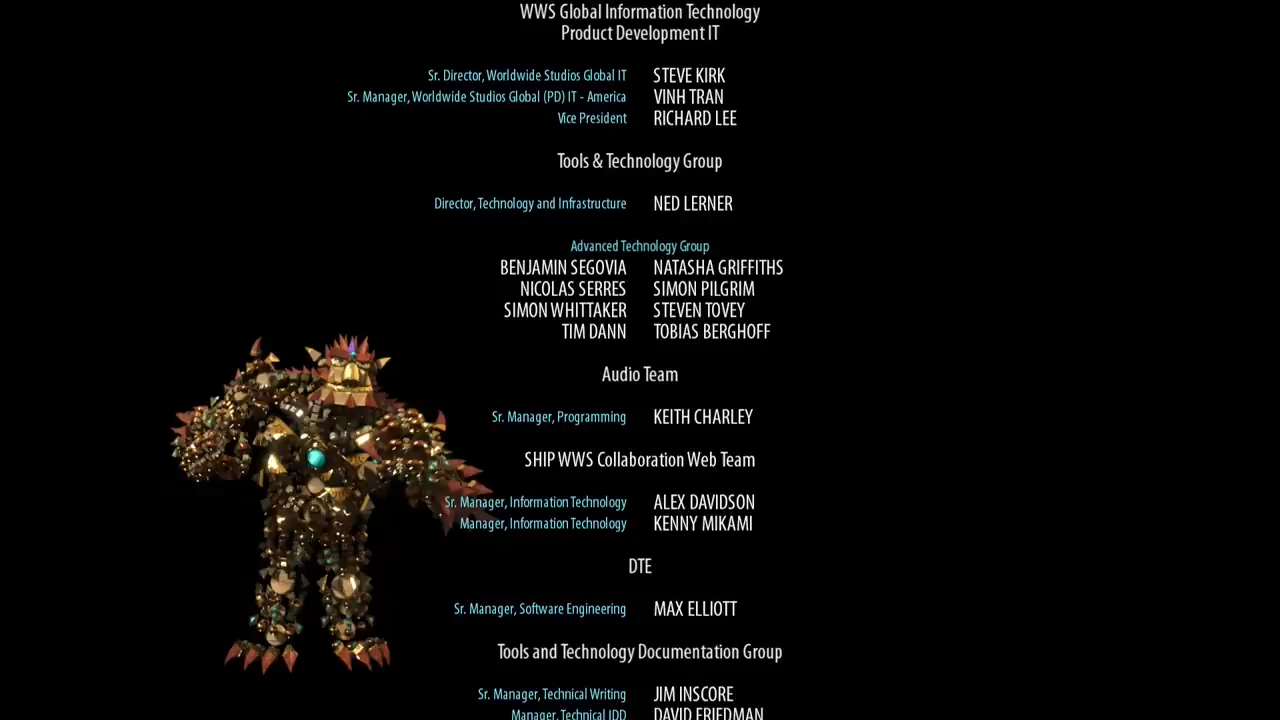 WWS Global Information Technology
Product Development IT
Sr. Director, Worldwide Studios Global IT STEVE KIRK
Sr. Manager, Worldwide Studios Global (PD) IT - America VINH TRAN
Vice President RICHARD LEE
Tools & Technology Group
Director, Technology and Infrastructure NED LERNER
Advanced Technology Group
BENJAMIN SEGOVIA NATASHA GRIFFITHS
NICOLAS SERRES SIMON PILGRIM
SIMON WHITTAKER STEVEN TOVEY
TIM DANN TOBIAS BERGHOFF
Audio Team
Sr. Manager, Programming KEITH CHARLEY
SHIP WWS Collaboration Web Team
Sr. Manager, Information Technology ALEX DAVIDSON
Manager, Information Technology KENNY MIKAMI
DTE
Sr. Manager, Software Engineering MAX ELLIOTT
Tools and Technology Documentation Group
Sr. Manager, Technical Writing JIM INSCORE
Manager, Technical IDD DAVID FRIEDMAN